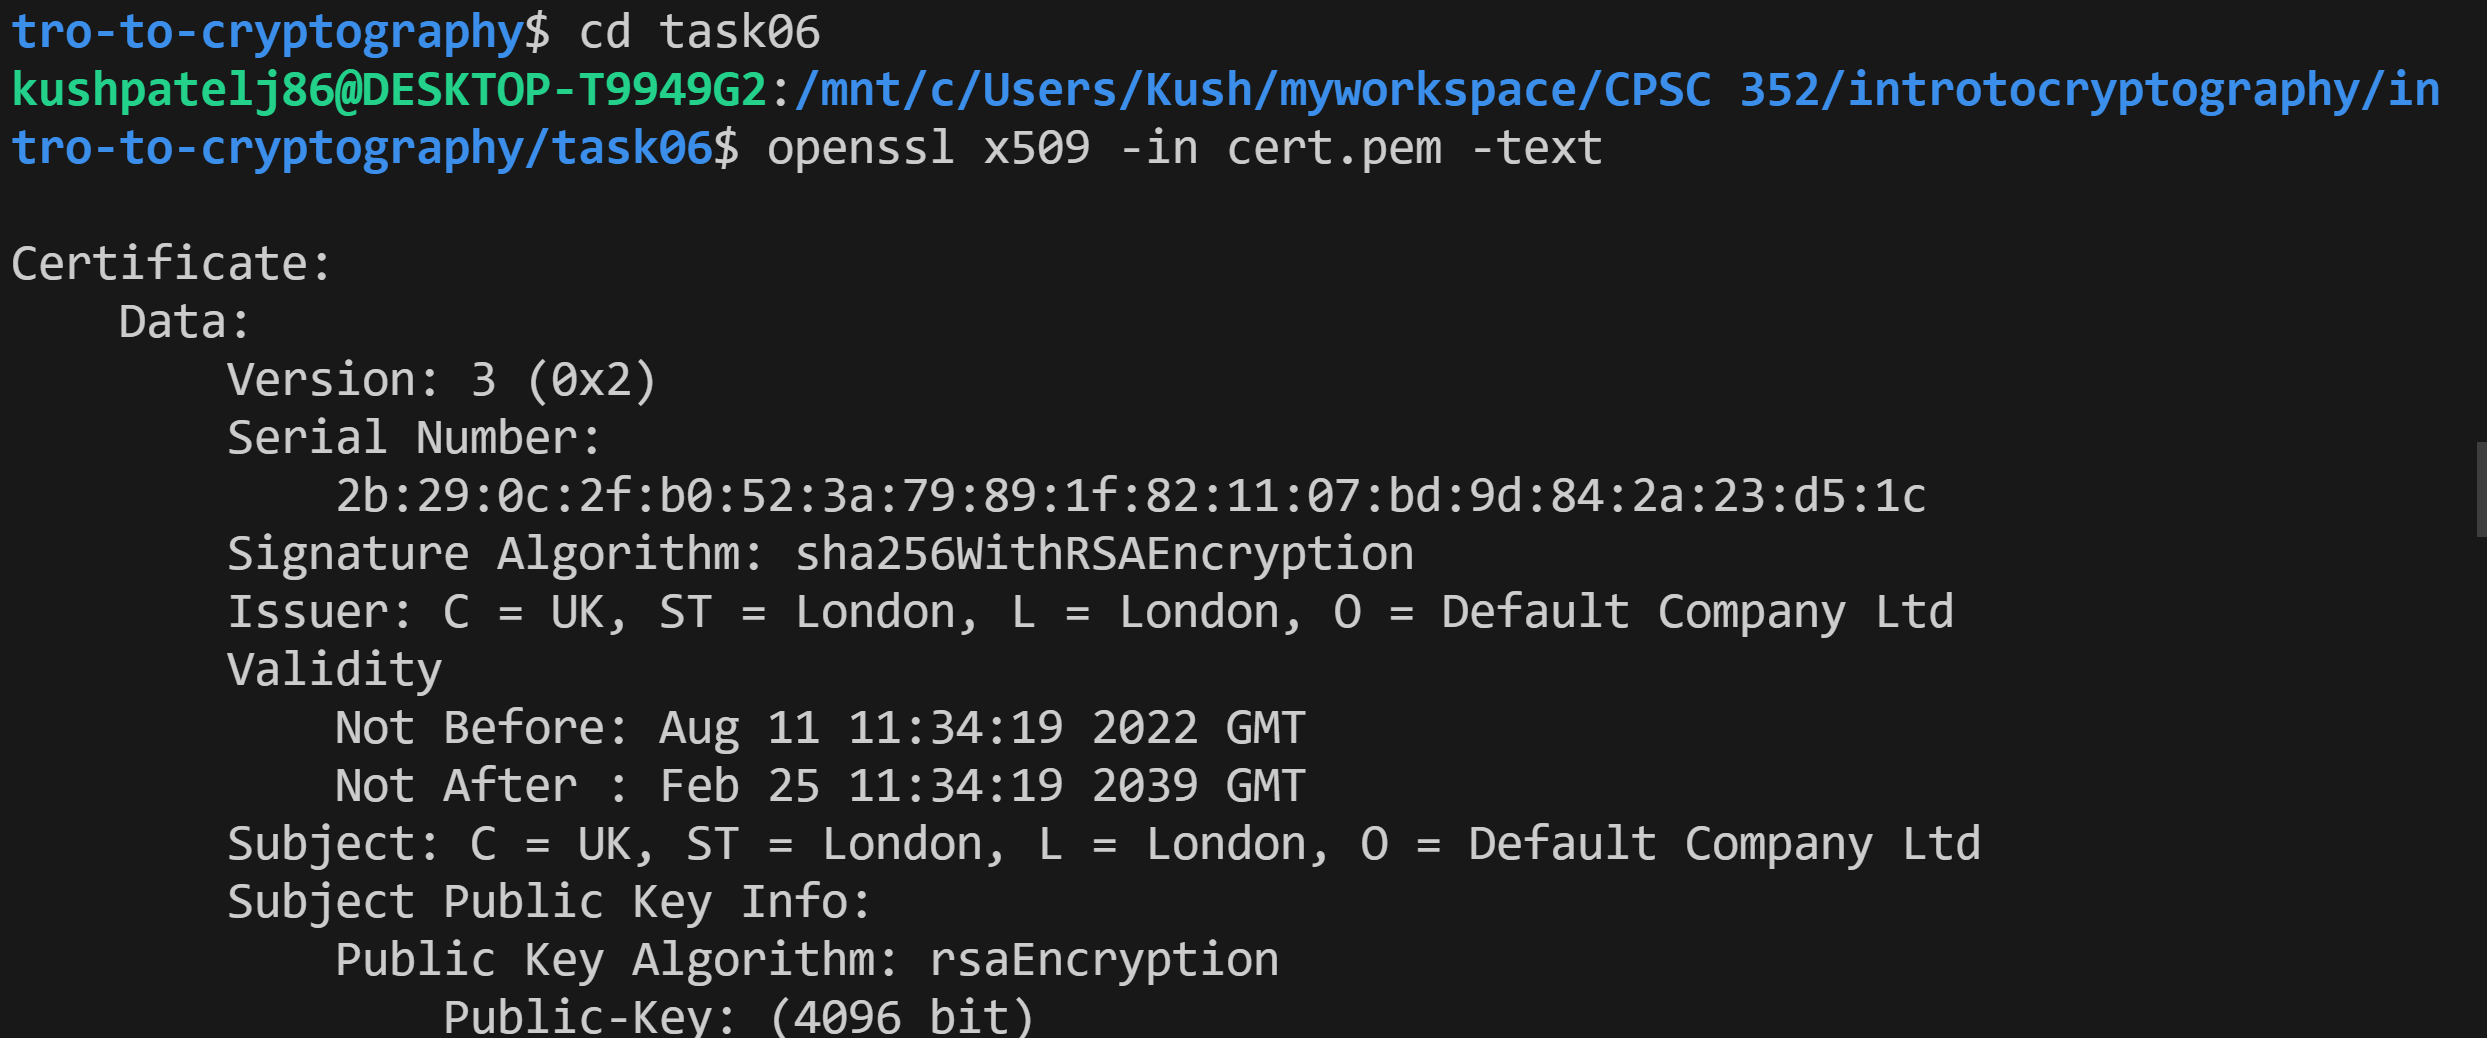 tro-to-cryptography$ cd task06
kushpatelj86@DESKTOP-T9949G2:/mnt/c/Users/Kush/myworkspace/CPSC 352/introtocryptography/in
tro-to-cryptography/task06$ openssl x509 -in cert.pem -text
Certificate:
Data:
Version: 3 (0x2)
Serial Number:
2b:29:0c:2f:b0:52:3a:79:89:1f:82:11:07:bd:9d:84:2a:23:d5:1c
Signature Algorithm: sha256WithRSAEncryption
Issuer: C = UK, ST = London, L = London, O = Default Company Ltd
Validity
Not Before: Aug 11 11:34:19 2022 GMT
Not After : Feb 25 11:34:19 2039 GMT
Subject: C = UK, ST = London, L = London, O = Default Company Ltd
Subject Public Key Info:
Public Key Algorithm: rsaEncryption
Public-Key: (4096 bit)